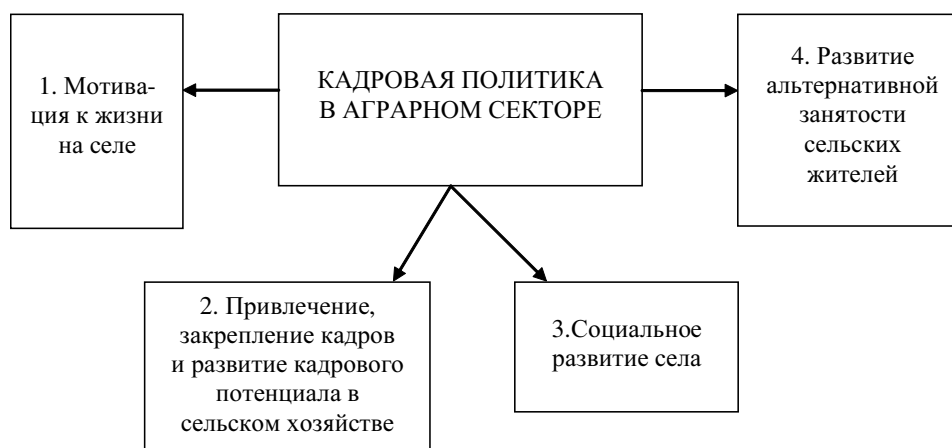 КАДРОВАЯ ПОЛИТИКА
В АГРАРНОМ СЕКТОРЕ
1. Мотива-
ция к жизни
на селе
2. Привлечение,
закрепление кадров
и развитие кадрового
потенциала в
сельском хозяйстве
3.Социальное
развитие села
4. Развитие
альтернативной
занятости
сельских
жителей